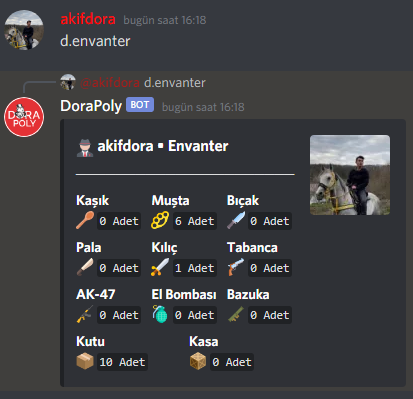 akifdora bugün saat 16:18
d.envanter
@akifdora d.envanter
DORA
POLY
DoraPoly BOT bugün saat 16:18
akifdora • Envanter
Kaşık Muşta Bıçak
0 Adet 6 Adet 0 Adet
Pala Kılıç Tabanca
0 Adet 1 Adet 0 Adet
AK-47 El Bombası Bazuka
0 Adet 0 Adet 0 Adet
Kutu Kasa
10 Adet 0 Adet